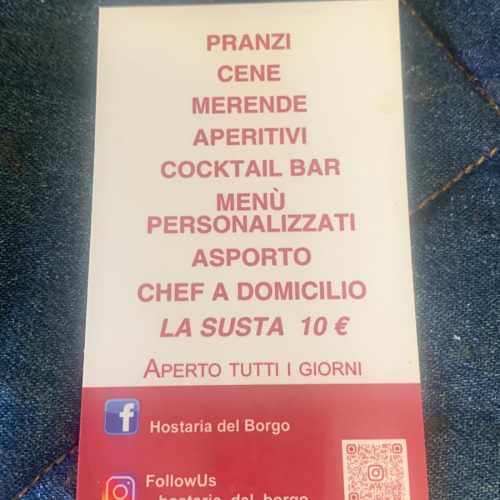 PRANZI
CENE
MERENDE
APERITIVI
COCKTAIL BAR
MENÙ
PERSONALIZZATI
ASPORTO
CHEF A DOMICILIO
LA SUSTA 10 €
APERTO TUTTI I GIORNI
Hostaria del Borgo
FollowUs
hostaria_del_borgo